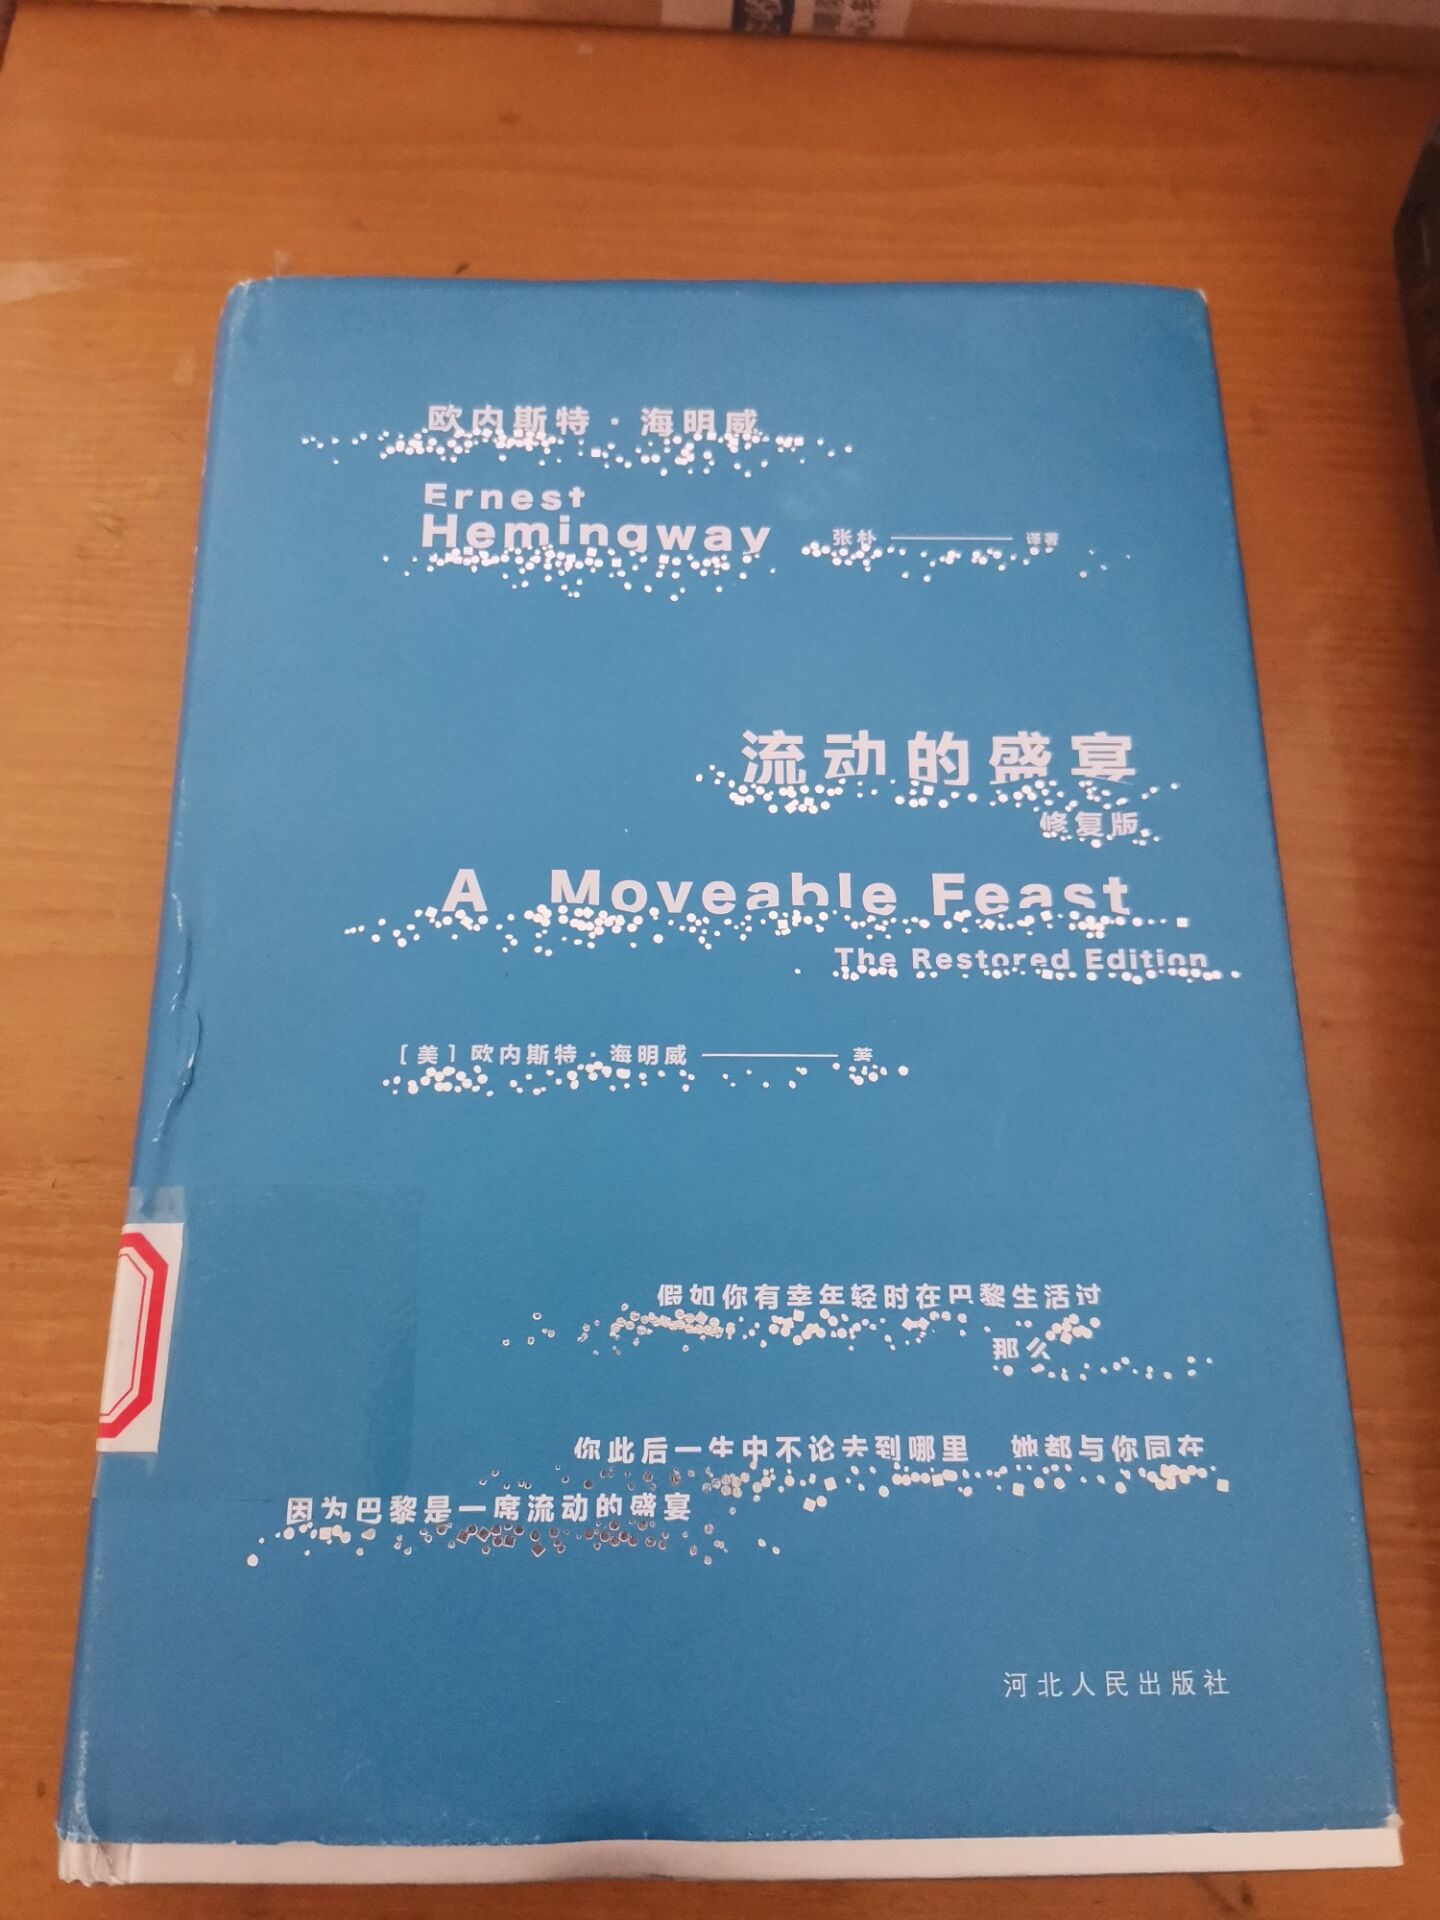 欧内斯特·海明威
Ernest
Hemingway 张朴 —— 译著
流动的盛宴
修复版
A Moveable Feast
The Restored Edition
[美]欧内斯特·海明威 —— 著
假如你有幸年轻时在巴黎生活过
那么
你此后一生中不论去到哪里 她都与你同在
因为巴黎是一席流动的盛宴
河北人民出版社